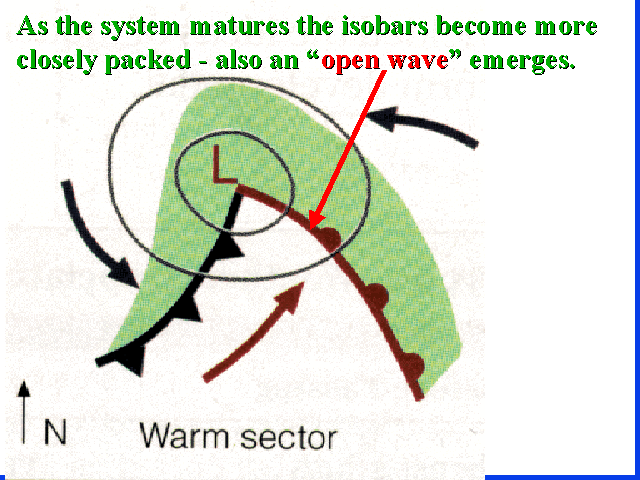 As the system matures the isobars become more
closely packed - also an “open wave” emerges.
L
N
Warm sector